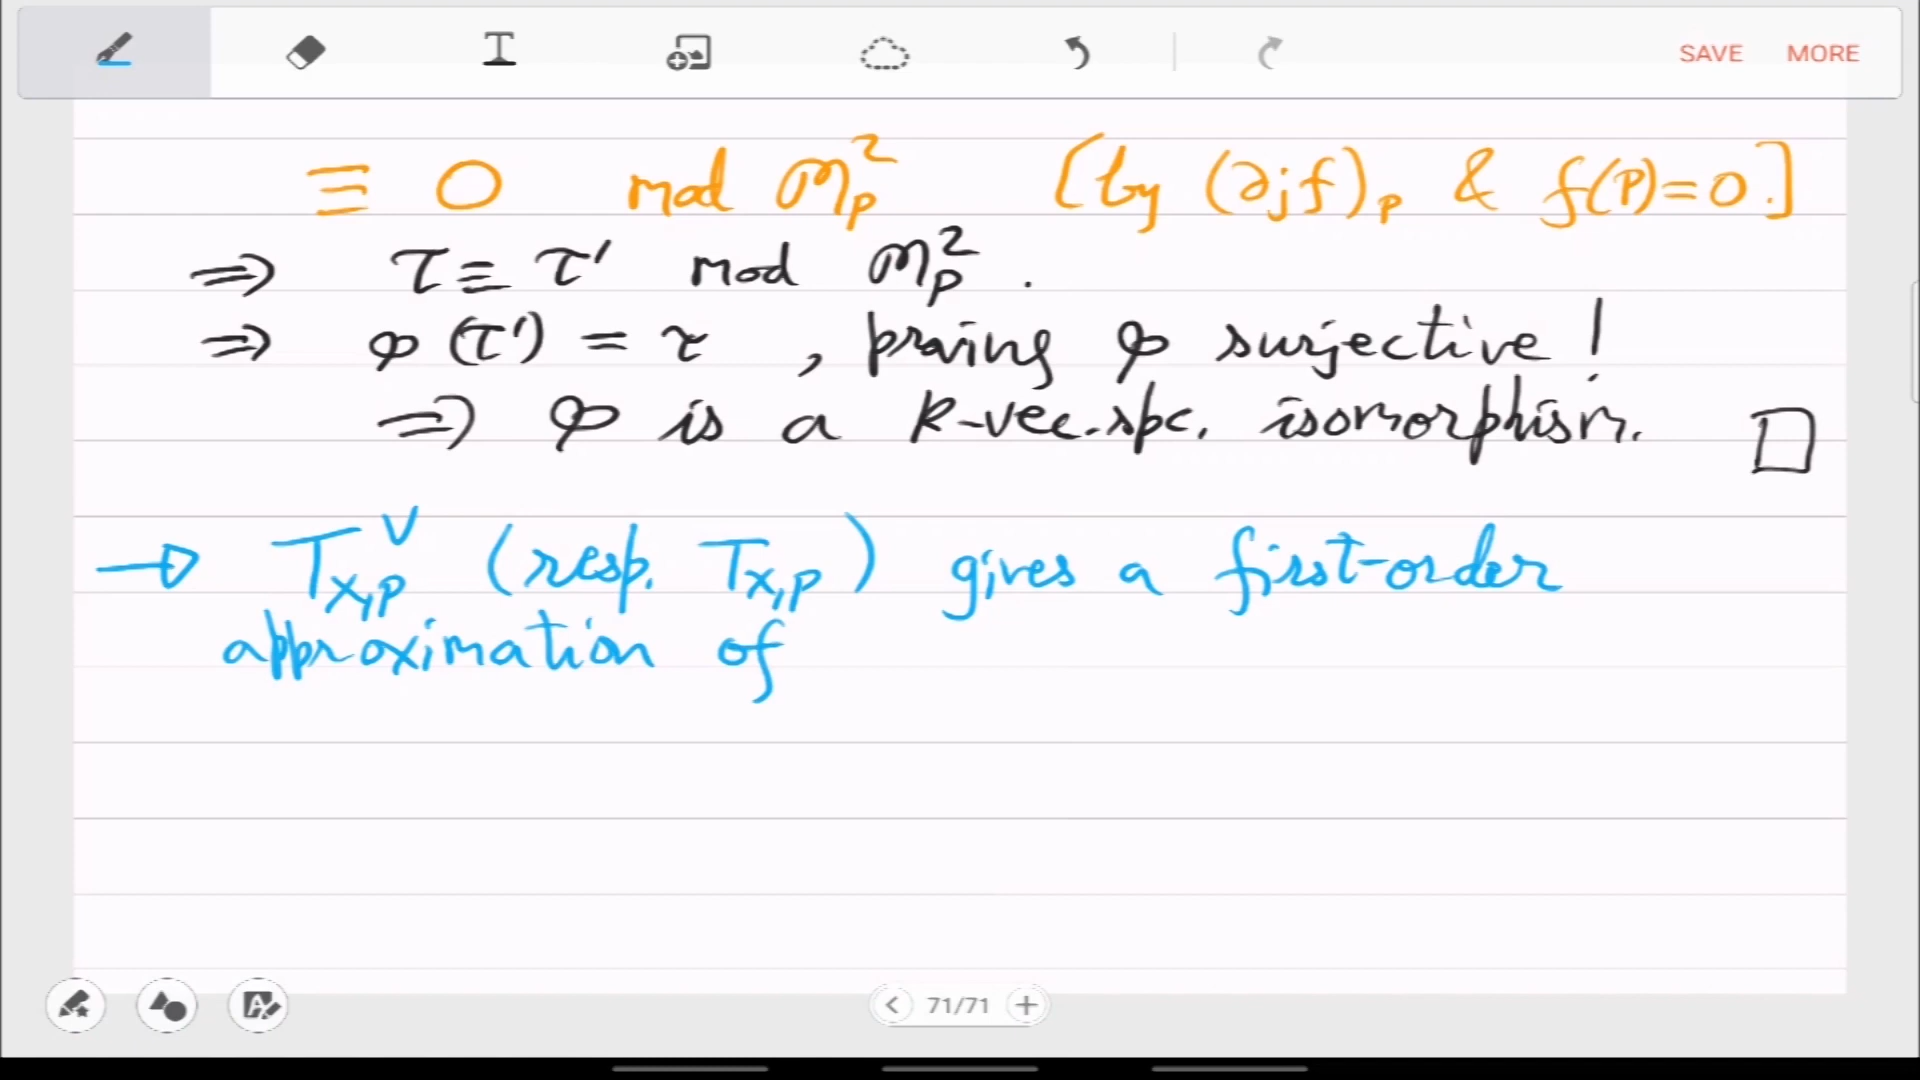 SAVE MORE
≡ 0 mod 𝔪_P^2 [by (∂jf)_P & f(P)=0.]
⇒ τ ≡ τ' mod 𝔪_P^2 .
⇒ φ(τ') = τ , proving φ surjective!
⇒ φ is a k-vec.spc. isomorphism. □
→ T_{X,P}^∨ (resp. T_{X,P}) gives a first-order
approximation of
71/71